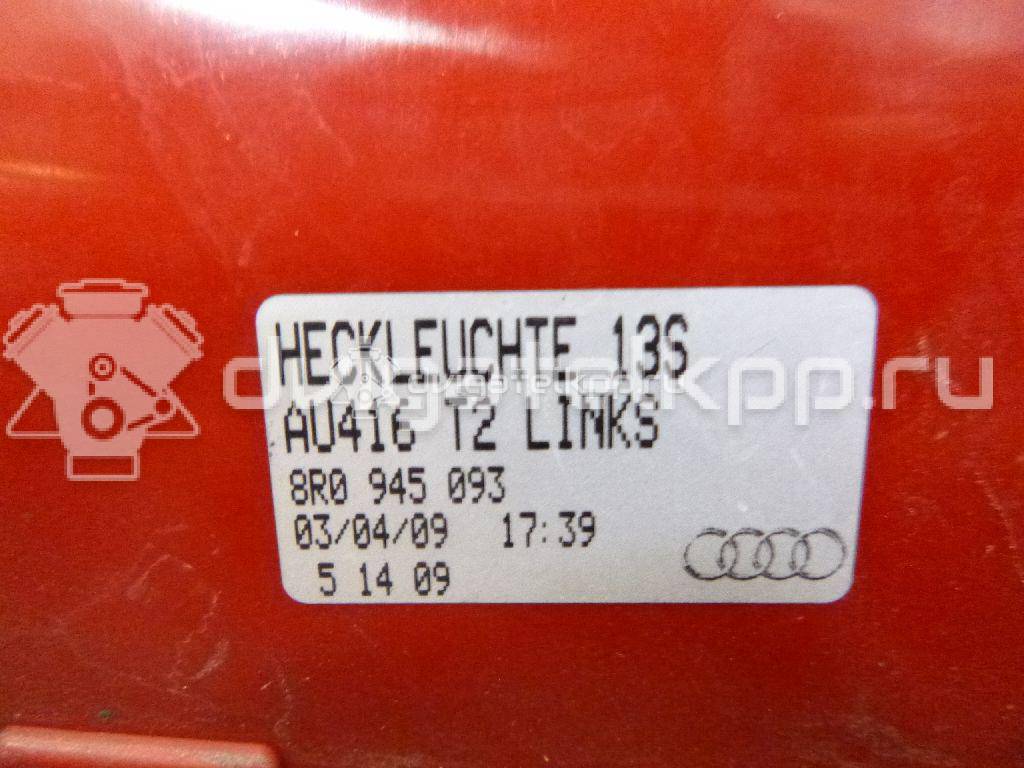 HECKLEUCHTE 13S
AU416 T2 LINKS
8R0 945 093
03/04/09 17:39
5 14 09